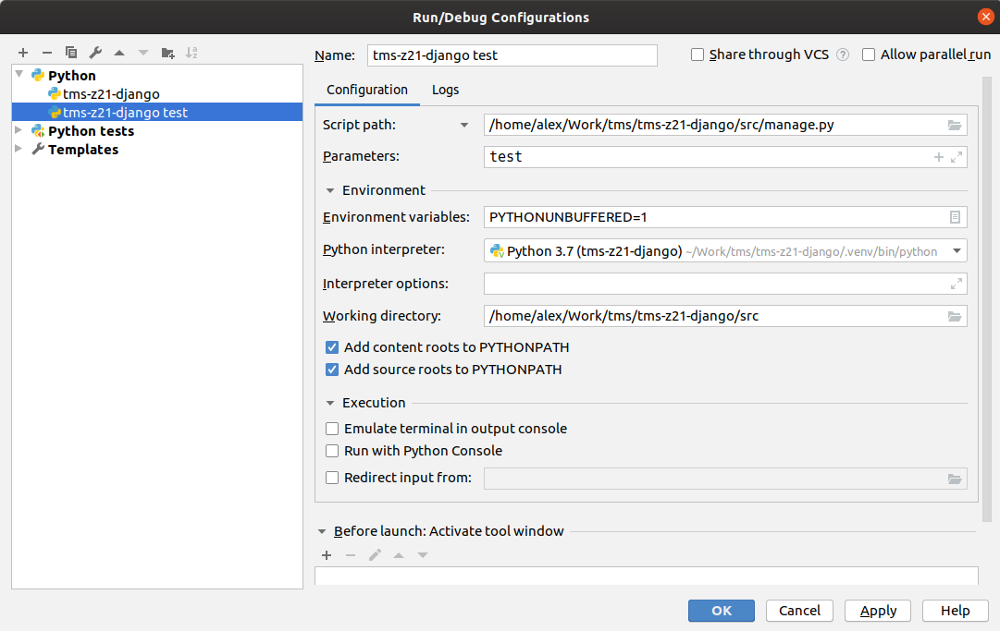 Run/Debug Configurations
Python
tms-z21-django
tms-z21-django test
Python tests
Templates
Name: tms-z21-django test
Share through VCS ?
Allow parallel run
Configuration Logs
Script path: /home/alex/Work/tms/tms-z21-django/src/manage.py
Parameters: test
Environment
Environment variables: PYTHONUNBUFFERED=1
Python interpreter: Python 3.7 (tms-z21-django) ~/Work/tms/tms-z21-django/.venv/bin/python
Interpreter options:
Working directory: /home/alex/Work/tms/tms-z21-django/src
Add content roots to PYTHONPATH
Add source roots to PYTHONPATH
Execution
Emulate terminal in output console
Run with Python Console
Redirect input from:
Before launch: Activate tool window
OK Cancel Apply Help